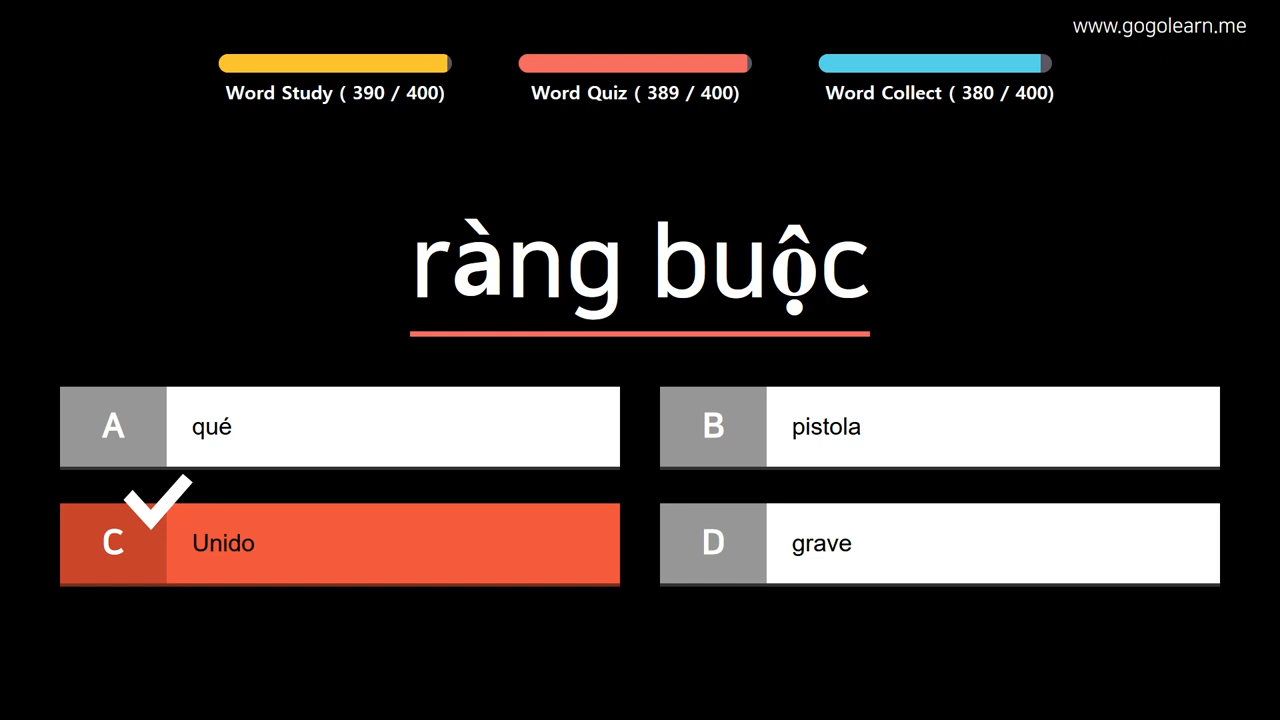 www.gogolearn.me
Word Study ( 390 / 400)
Word Quiz ( 389 / 400)
Word Collect ( 380 / 400)
ràng buộc
A qué
B pistola
C Unido
D grave